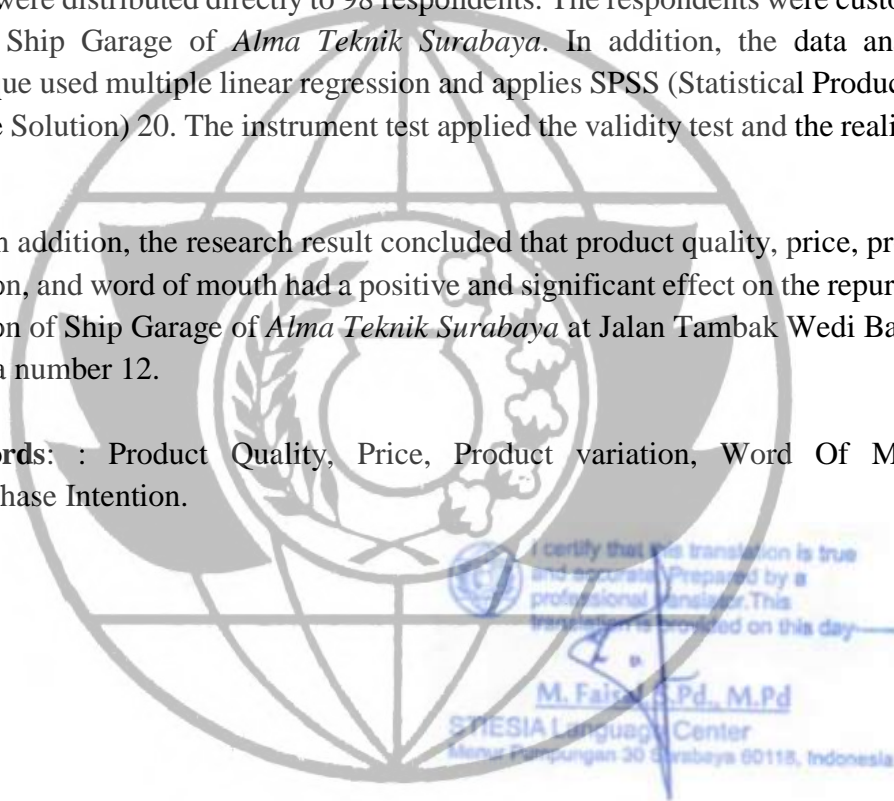 were distributed directly to 98 respondents. The respondents were custo
Ship Garage of Alma Teknik Surabaya. In addition, the data an
que used multiple linear regression and applies SPSS (Statistical Produc
e Solution) 20. The instrument test applied the validity test and the reali
n addition, the research result concluded that product quality, price, pr
on, and word of mouth had a positive and significant effect on the repur
on of Ship Garage of Alma Teknik Surabaya at Jalan Tambak Wedi Ba
a number 12.
ords: : Product Quality, Price, Product variation, Word Of M
hase Intention.
I certify that this translation is true
and accurate. Prepared by a
professional translator. This
translation is provided on this day
M. Faisal S.Pd., M.Pd
STIESIA Language Center
Menur Pumpungan 30 Surabaya 60118, Indonesia